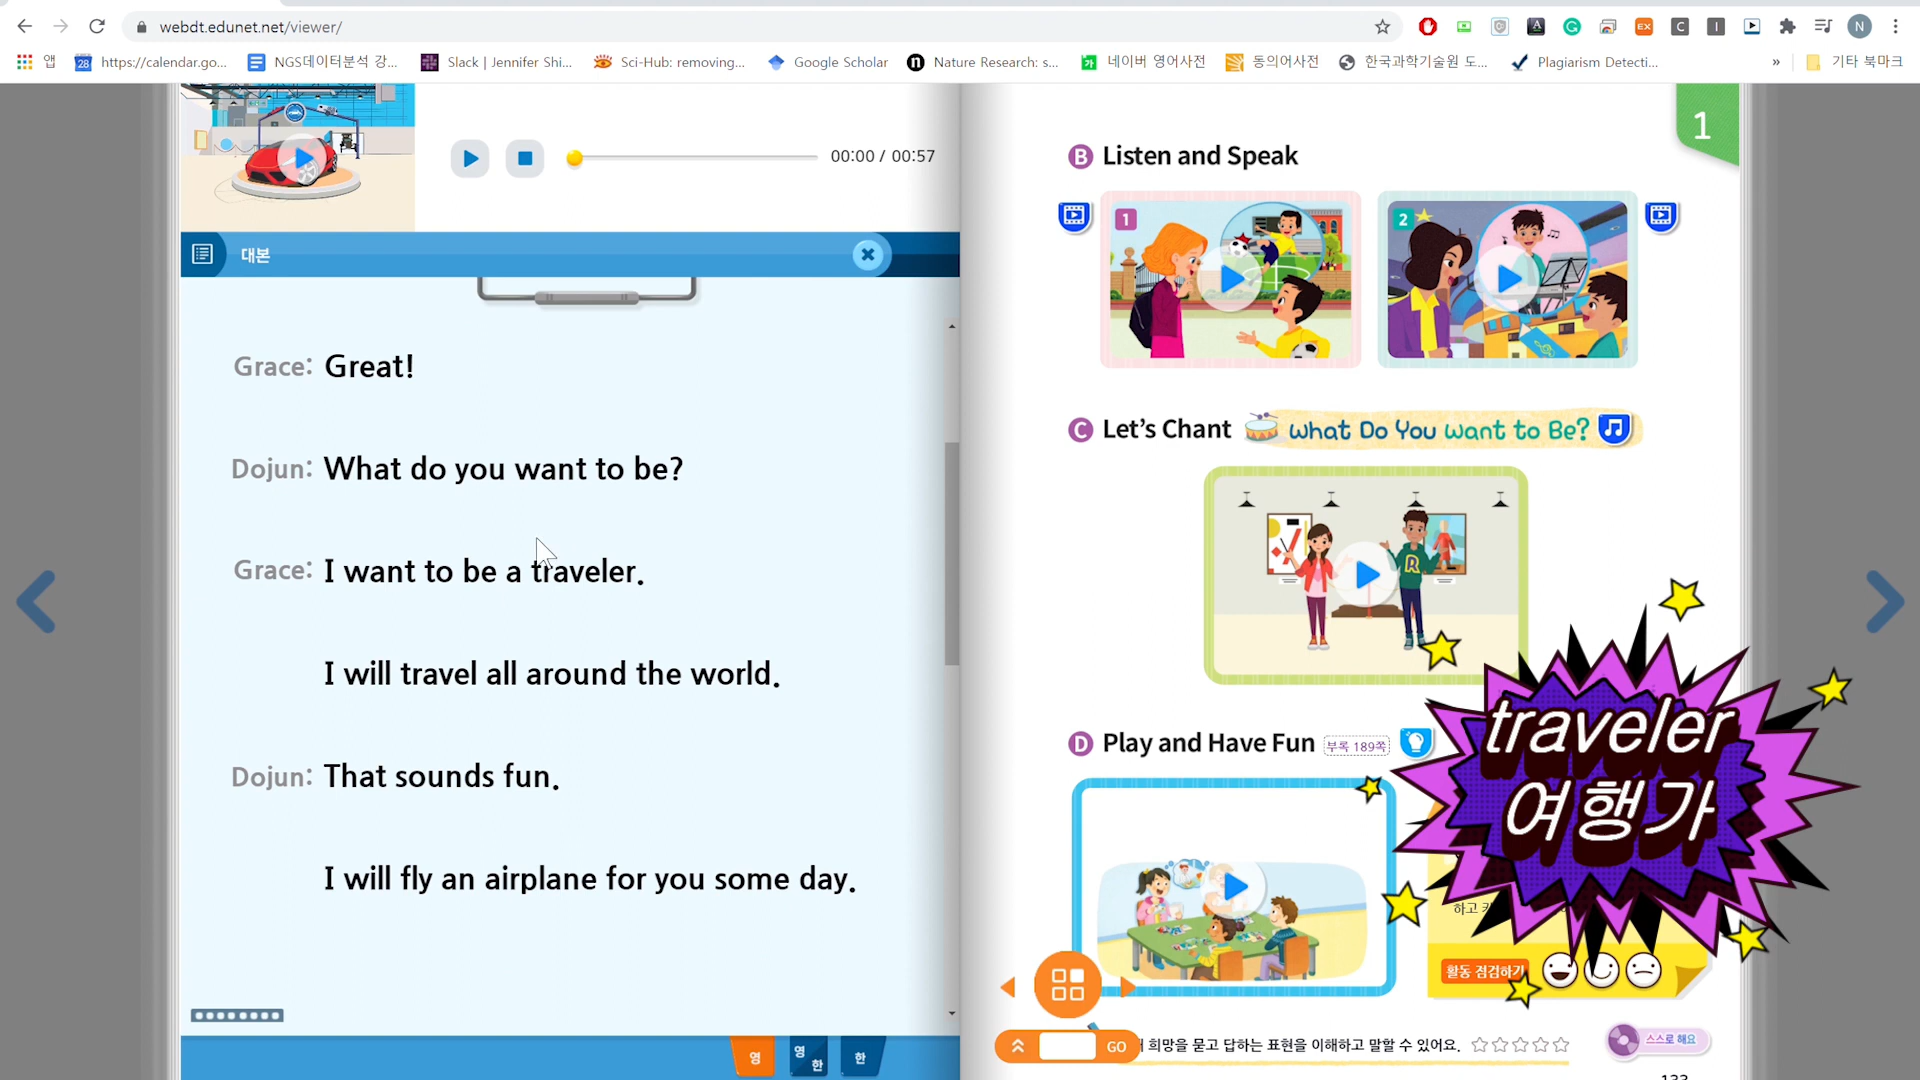 webdt.edunet.net/viewer/
N
앱
28
https://calendar.go...
NGS데이터분석 강...
Slack | Jennifer Shi...
Sci-Hub: removing...
Google Scholar
Nature Research: s...
네이버 영어사전
동의어사전
한국과학기술원 도...
Plagiarism Detecti...
»
기타 북마크
00:00 / 00:57
대본
Grace: Great!
Dojun: What do you want to be?
Grace: I want to be a traveler.
I will travel all around the world.
Dojun: That sounds fun.
I will fly an airplane for you some day.
영
영 한
한
1
B Listen and Speak
1
2
C Let's Chant What Do You want to Be?
R
D Play and Have Fun 부록 189쪽
traveler
여행가
활동 점검하기
GO
희망을 묻고 답하는 표현을 이해하고 말할 수 있어요.
스스로 해요